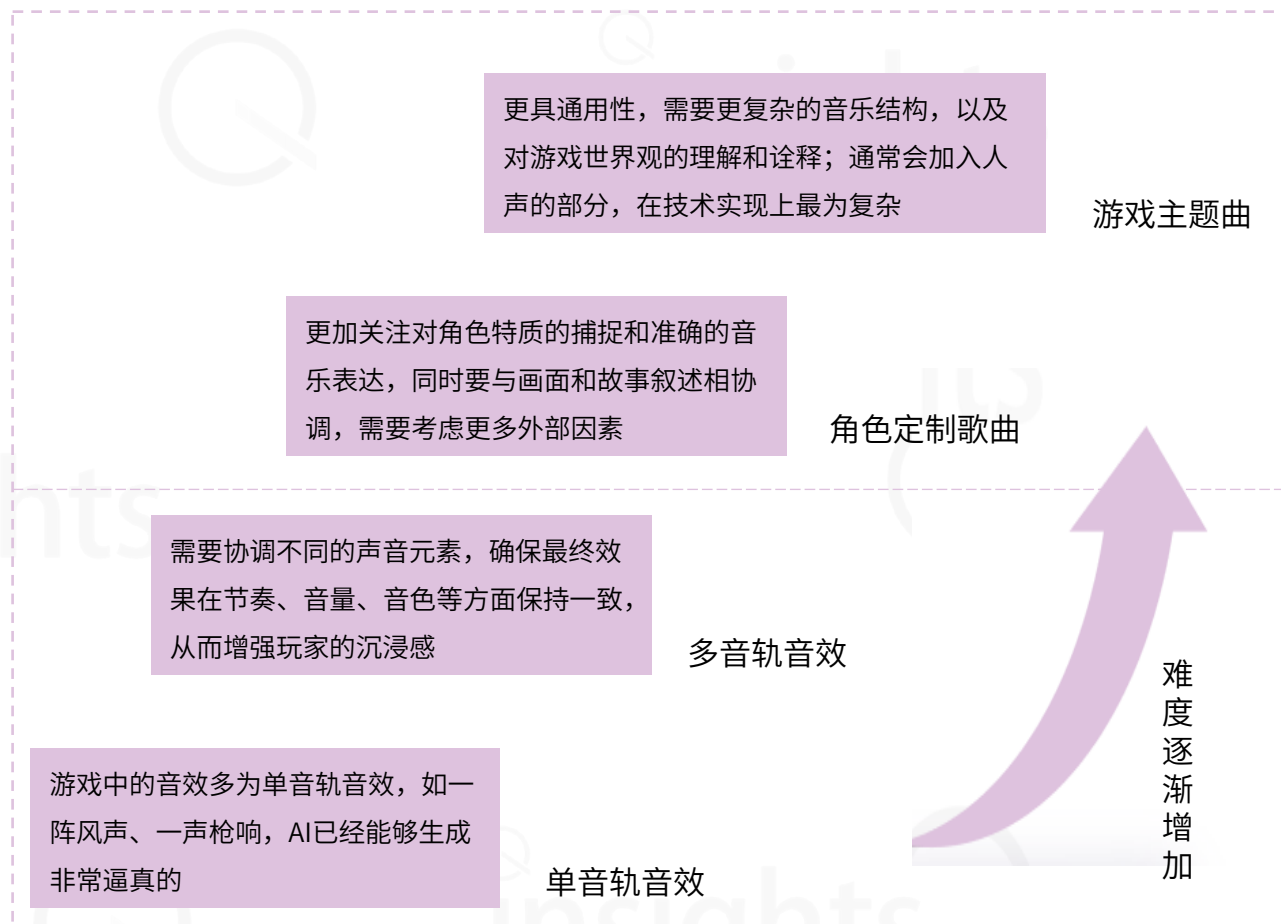 更具通用性，需要更复杂的音乐结构，以及
对游戏世界观的理解和诠释；通常会加入人
声的部分，在技术实现上最为复杂
游戏主题曲
更加关注对角色特质的捕捉和准确的音
乐表达，同时要与画面和故事叙述相协
调，需要考虑更多外部因素
角色定制歌曲
需要协调不同的声音元素，确保最终效
果在节奏、音量、音色等方面保持一致，
从而增强玩家的沉浸感
多音轨音效
难度逐渐增加
游戏中的音效多为单音轨音效，如一
阵风声、一声枪响，AI已经能够生成
非常逼真的
单音轨音效
insights